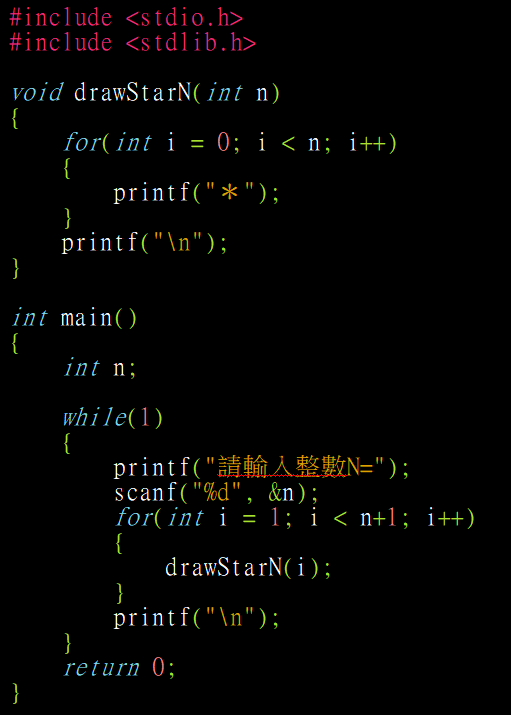 #include <stdio.h>
#include <stdlib.h>

void drawStarN(int n)
{
    for(int i = 0; i < n; i++)
    {
        printf("＊");
    }
    printf("\n");
}

int main()
{
    int n;

    while(1)
    {
        printf("請輸入整數N=");
        scanf("%d", &n);
        for(int i = 1; i < n+1; i++)
        {
            drawStarN(i);
        }
        printf("\n");
    }
    return 0;
}